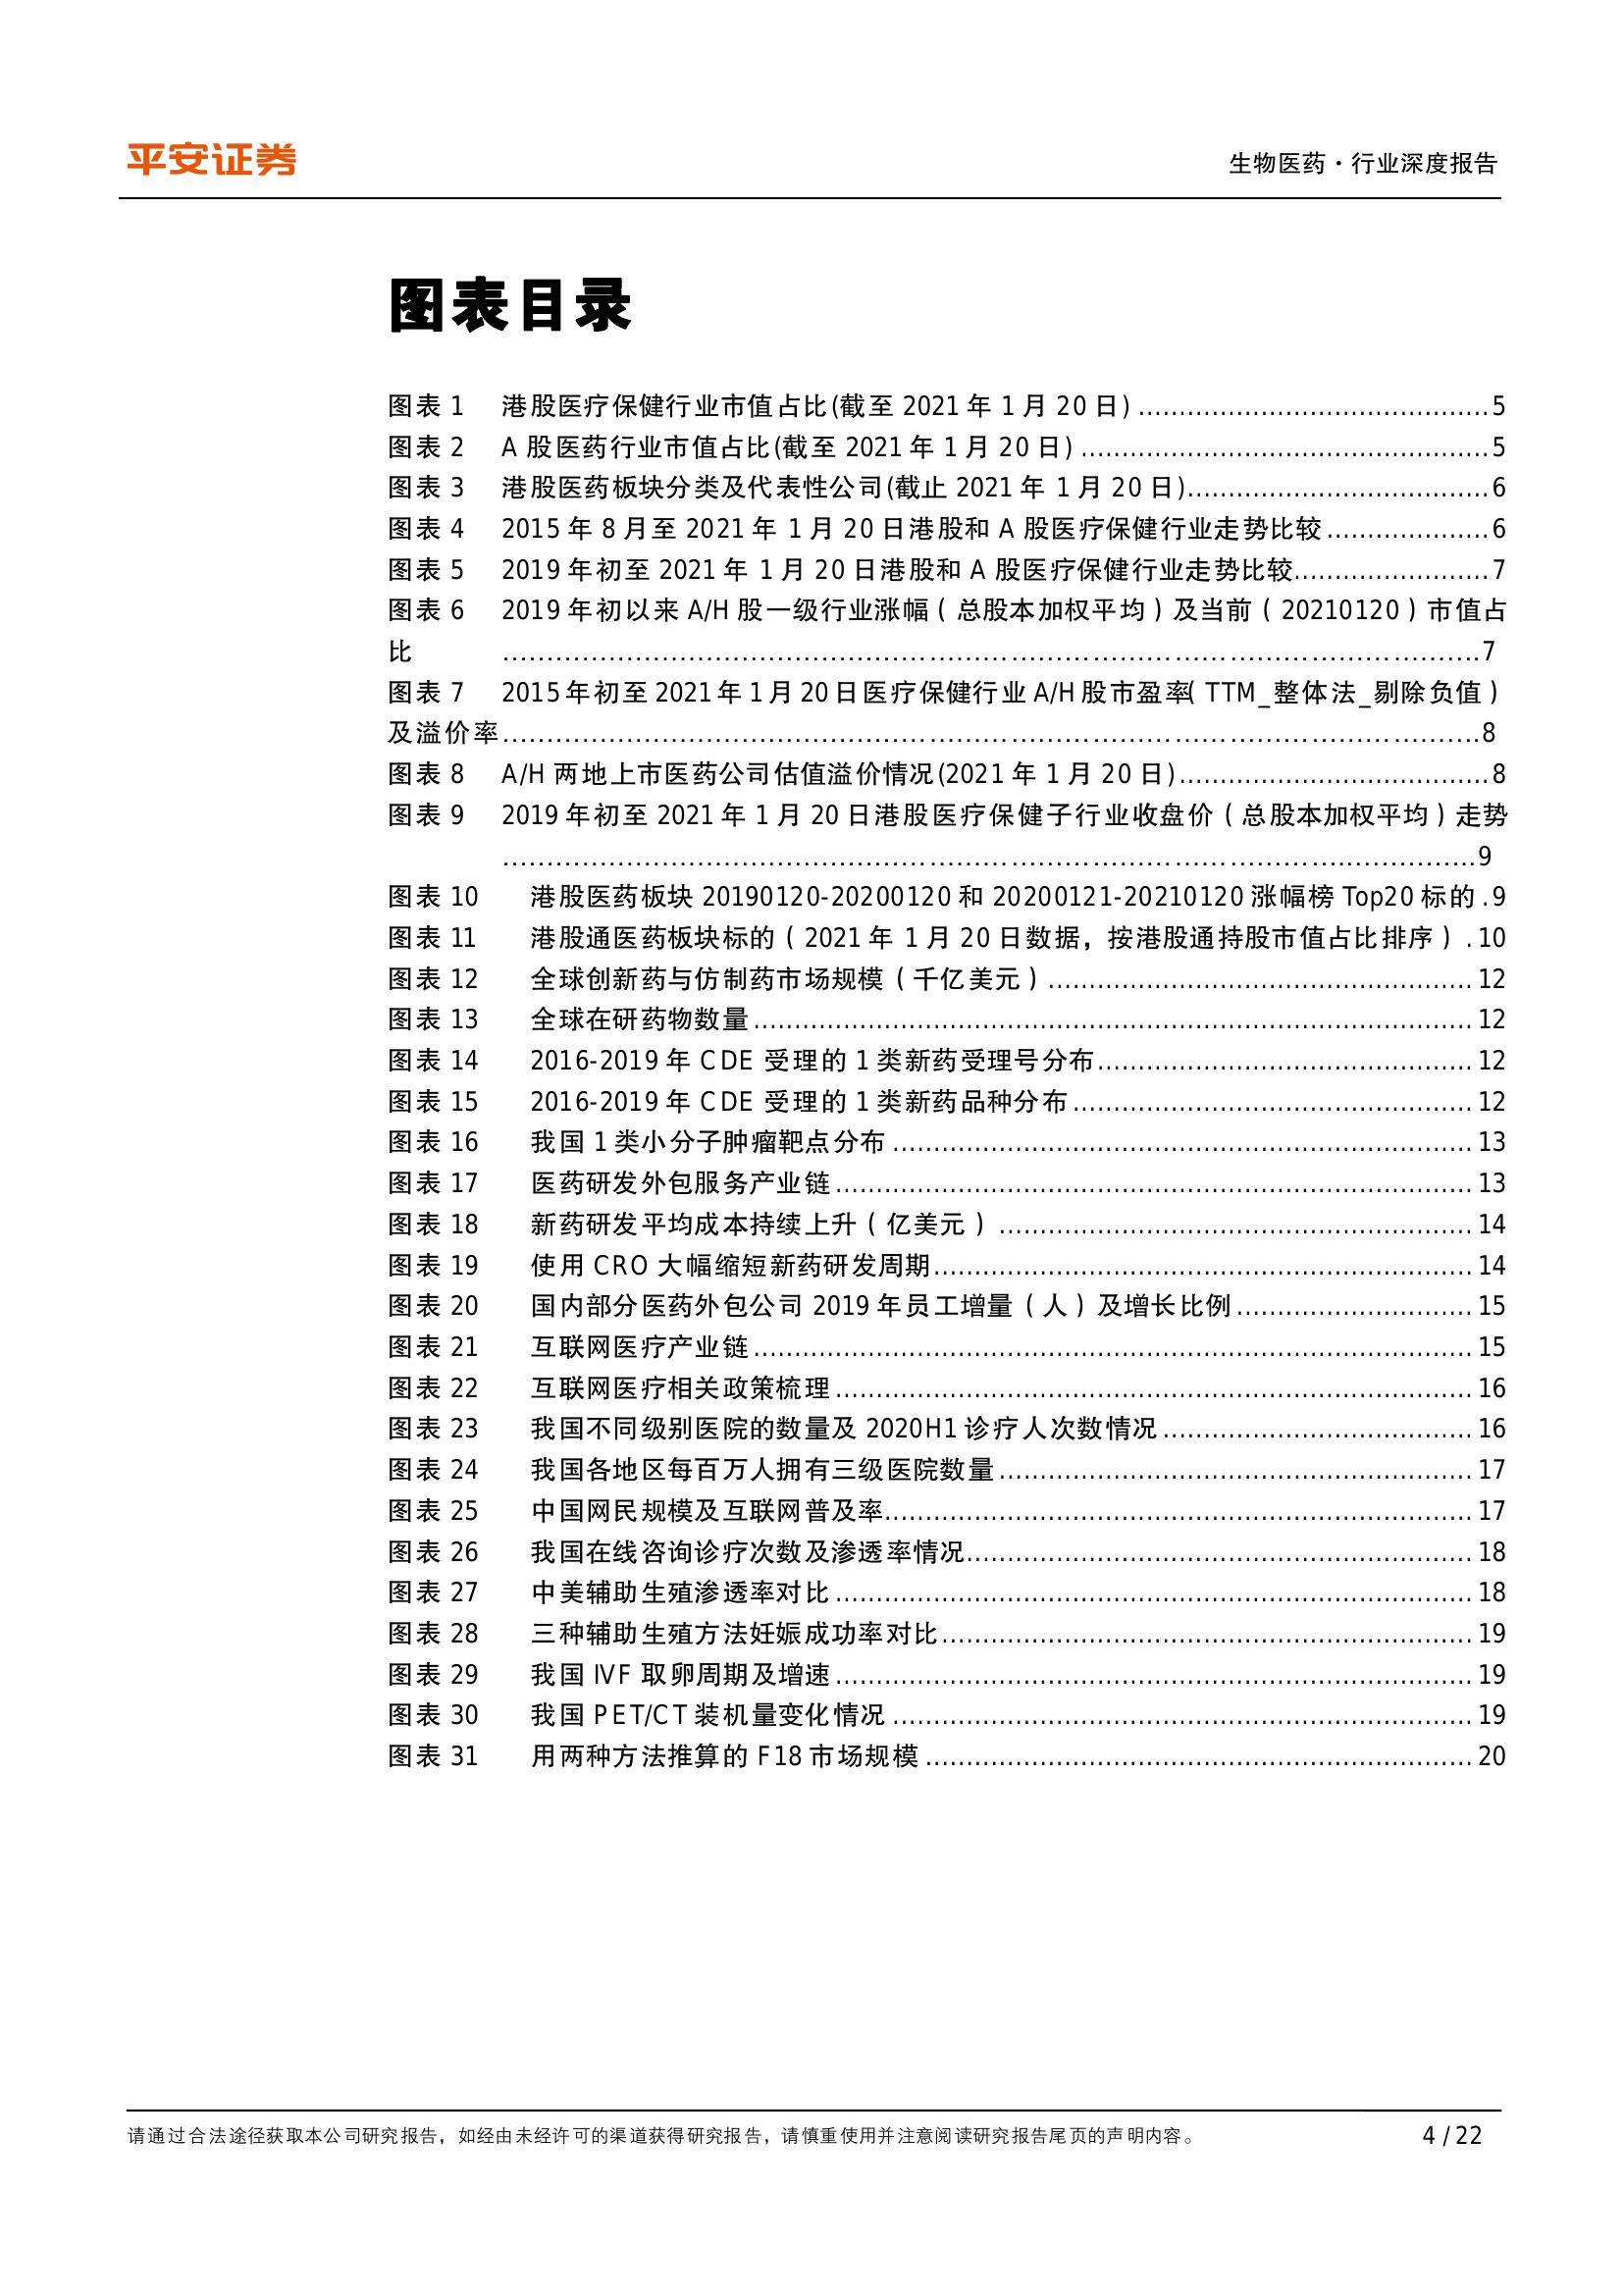 平安证券
生物医药·行业深度报告
图表目录
图表 1 港股医疗保健行业市值占比(截至 2021 年 1 月 20 日) ...........................................5
图表 2 A 股医药行业市值占比(截至 2021 年 1 月 20 日) ..................................................5
图表 3 港股医药板块分类及代表性公司(截止 2021 年 1 月 20 日).....................................6
图表 4 2015 年 8 月至 2021 年 1 月 20 日港股和 A 股医疗保健行业走势比较....................6
图表 5 2019 年初至 2021 年 1 月 20 日港股和 A 股医疗保健行业走势比较........................7
图表 6 2019 年初以来 A/H 股一级行业涨幅（总股本加权平均）及当前（20210120）市值占
比 ........................................................................................................................7
图表 7 2015 年初至 2021 年 1 月 20 日医疗保健行业 A/H 股市盈率（TTM_整体法_剔除负值）
及溢价率........................................................................................................................8
图表 8 A/H 两地上市医药公司估值溢价情况(2021 年 1 月 20 日)......................................8
图表 9 2019 年初至 2021 年 1 月 20 日港股医疗保健子行业收盘价（总股本加权平均）走势
........................................................................................................................9
图表 10 港股医药板块 20190120-20200120 和 20200121-20210120 涨幅榜 Top20 标的 .9
图表 11 港股通医药板块标的（2021 年 1 月 20 日数据，按港股通持股市值占比排序） .10
图表 12 全球创新药与仿制药市场规模（千亿美元）.................................................... 12
图表 13 全球在研药物数量........................................................................................ 12
图表 14 2016-2019 年 CDE 受理的 1 类新药受理号分布.............................................. 12
图表 15 2016-2019 年 CDE 受理的 1 类新药品种分布................................................. 12
图表 16 我国 1 类小分子肿瘤靶点分布....................................................................... 13
图表 17 医药研发外包服务产业链.............................................................................. 13
图表 18 新药研发平均成本持续上升（亿美元）.......................................................... 14
图表 19 使用 CRO 大幅缩短新药研发周期.................................................................. 14
图表 20 国内部分医药外包公司 2019 年员工增量（人）及增长比例............................. 15
图表 21 互联网医疗产业链........................................................................................ 15
图表 22 互联网医疗相关政策梳理.............................................................................. 16
图表 23 我国不同级别医院的数量及 2020H1 诊疗人次数情况...................................... 16
图表 24 我国各地区每百万人拥有三级医院数量.......................................................... 17
图表 25 中国网民规模及互联网普及率........................................................................ 17
图表 26 我国在线咨询诊疗次数及渗透率情况.............................................................. 18
图表 27 中美辅助生殖渗透率对比.............................................................................. 18
图表 28 三种辅助生殖方法妊娠成功率对比................................................................. 19
图表 29 我国 IVF 取卵周期及增速.............................................................................. 19
图表 30 我国 PET/CT 装机量变化情况....................................................................... 19
图表 31 用两种方法推算的 F18 市场规模................................................................... 20
请通过合法途径获取本公司研究报告，如经由未经许可的渠道获得研究报告，请慎重使用并注意阅读研究报告尾页的声明内容。
4 / 22